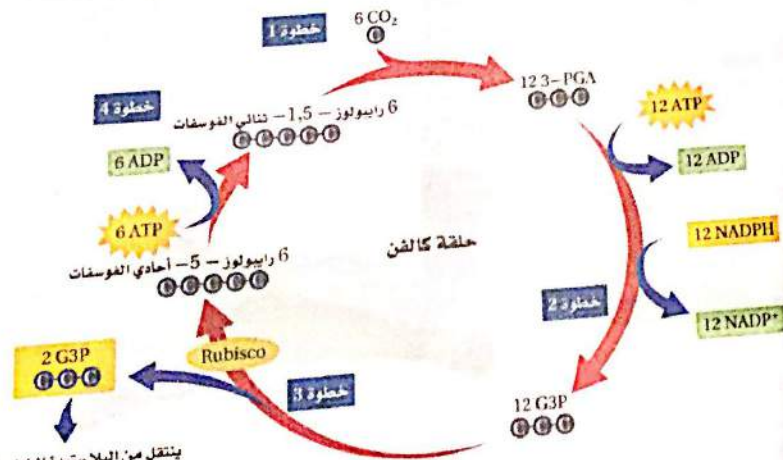 خطوة 1
6 CO₂
12 3-PGA
12 ATP
12 ADP
12 NADPH
12 NADP⁺
خطوة 2
12 G3P
خطوة 3
Rubisco
2 G3P
ينتقل من
6 رايبولوز – 5 – أحادي الفوسفات
6 ATP
6 ADP
خطوة 4
6 رايبولوز – 1,5 – ثنائي الفوسفات
حلقة كالفن